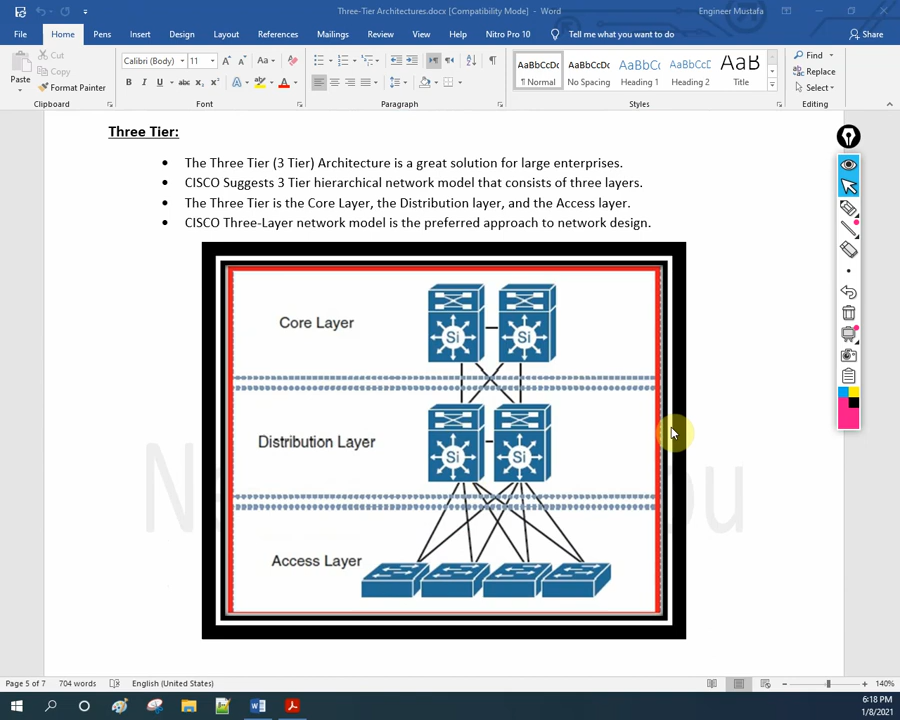 Three-Tier Architectures.docx [Compatibility Mode] - Word
Engineer Mustafa
File Home Pens Insert Design Layout References Mailings Review View Help Nitro Pro 10 Tell me what you want to do Share
Paste
Cut
Copy
Format Painter
Clipboard
Calibri (Body) 11
B I U abc x₂ x² A A
Aa
Font
Paragraph
AaBbCcDc AaBbCcDc AaBbCc AaBbCcD AaB
¶ Normal No Spacing Heading 1 Heading 2 Title
Styles
Find
Replace
Select
Editing
Three Tier:
• The Three Tier (3 Tier) Architecture is a great solution for large enterprises.
• CISCO Suggests 3 Tier hierarchical network model that consists of three layers.
• The Three Tier is the Core Layer, the Distribution layer, and the Access layer.
• CISCO Three-Layer network model is the preferred approach to network design.
Core Layer
Si Si
Distribution Layer
Si Si
Access Layer
Page 5 of 7 704 words English (United States) 140%
6:18 PM
1/8/2021